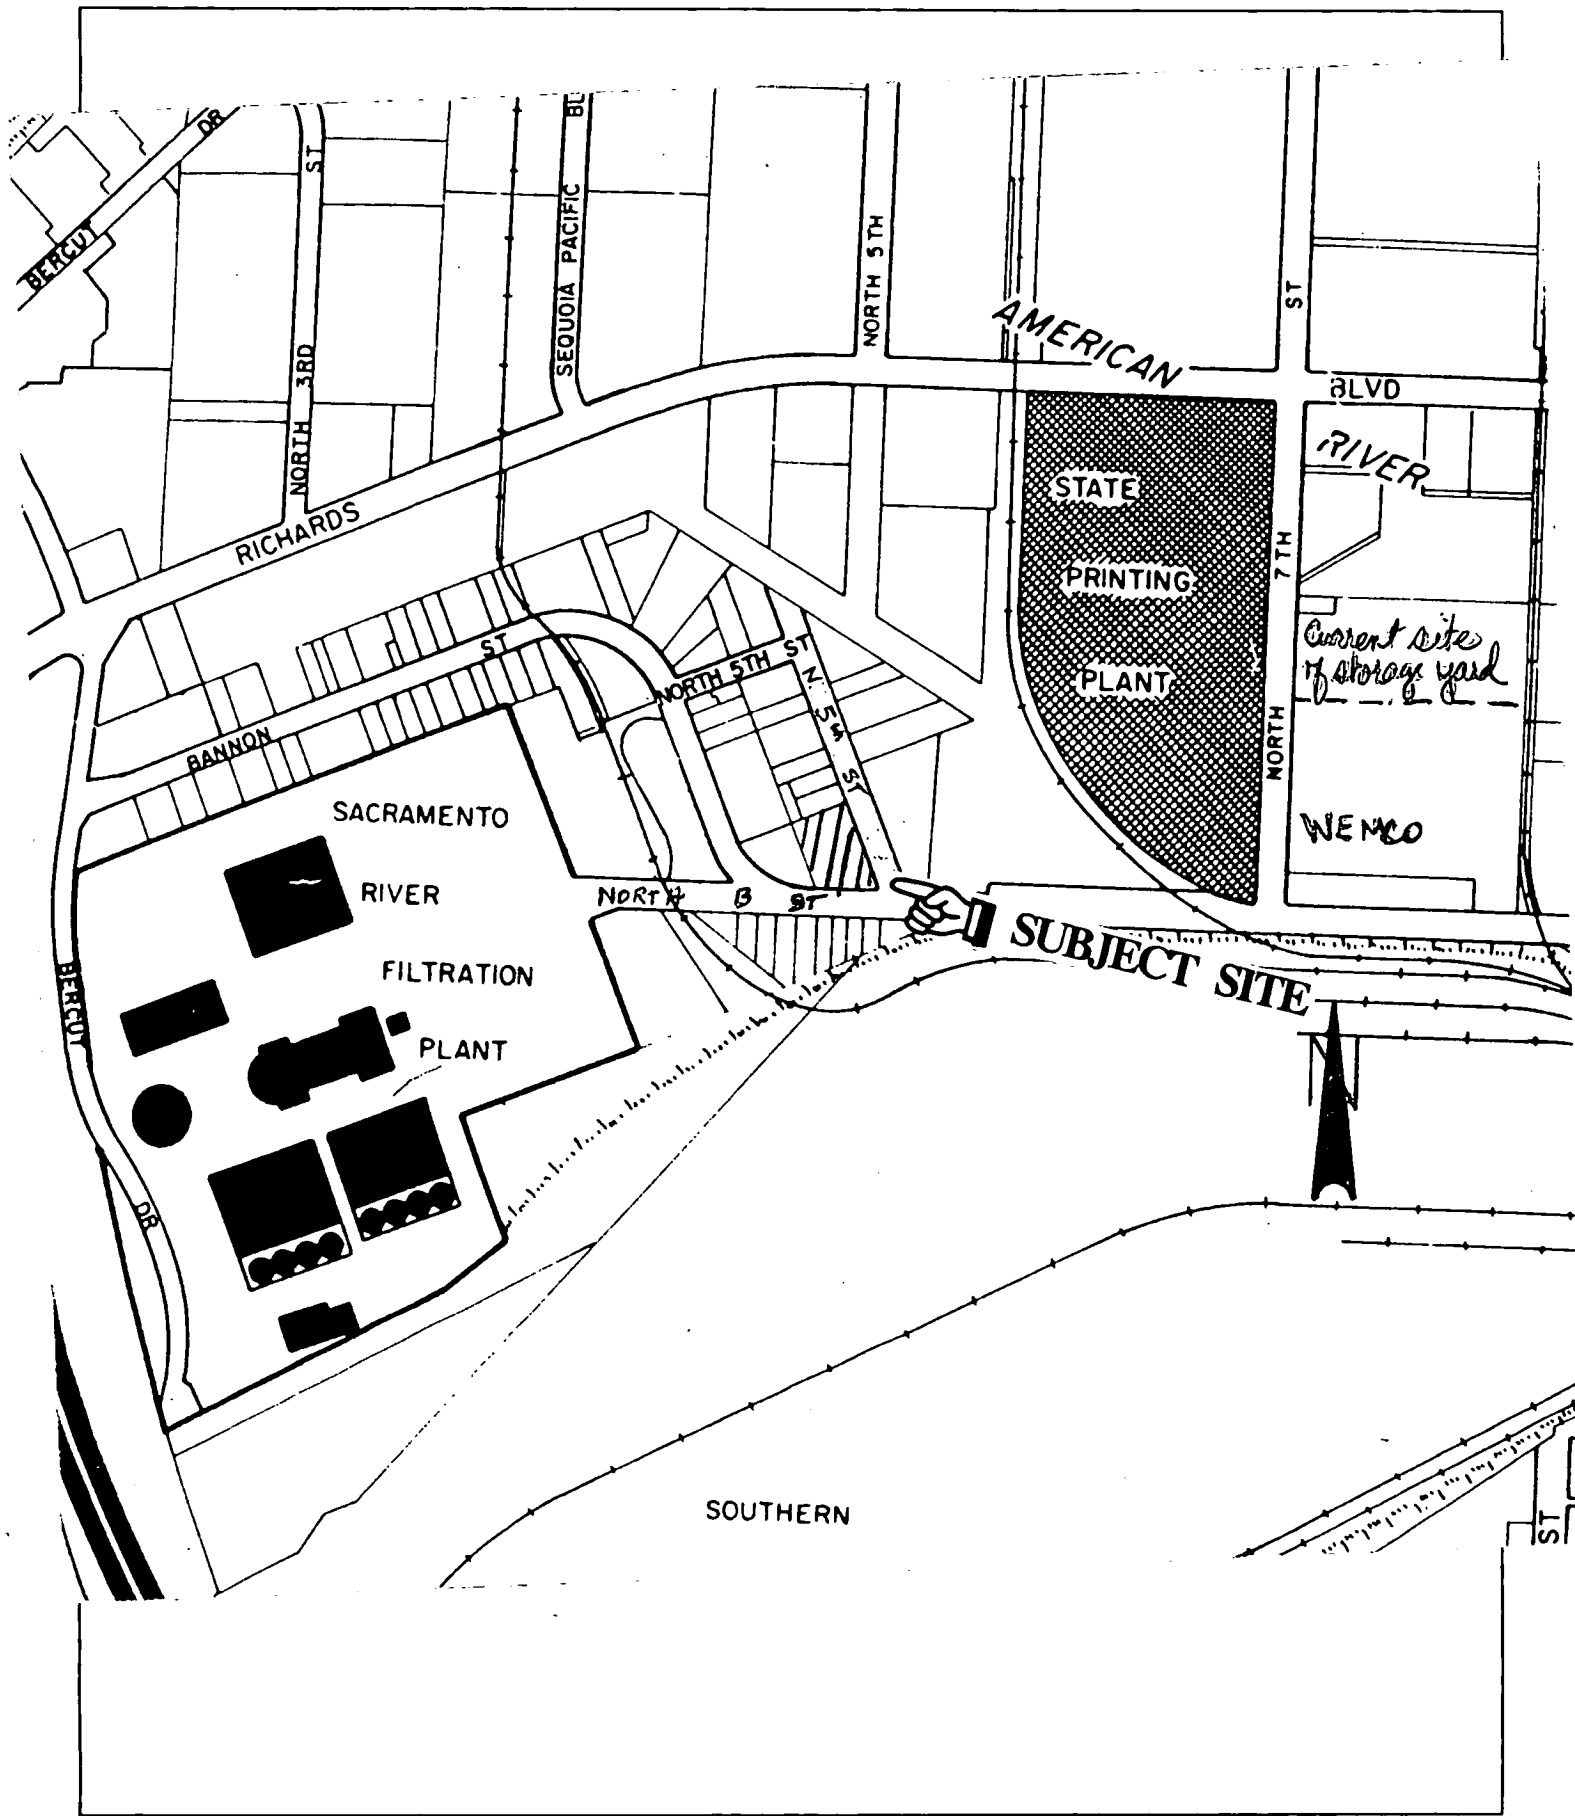 DR
BERCUT
ST
NORTH 3RD
SEQUOIA PACIFIC BL
NORTH 5TH
ST
AMERICAN
BLVD
RIVER
RICHARDS
STATE
PRINTING
PLANT
7TH
NORTH
Current site
of storage yard
WEMCO
ST
BANNON
NORTH 5TH ST
N. 5th ST
SACRAMENTO
RIVER
FILTRATION
PLANT
NORTH B ST
SUBJECT SITE
N
BERCUT
DR
SOUTHERN
ST